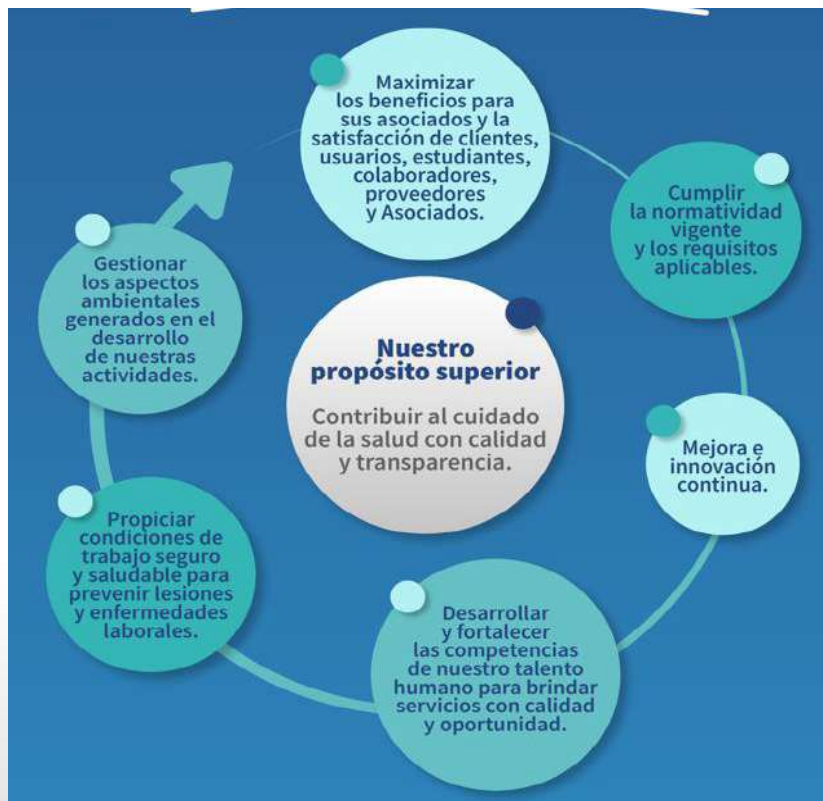 Maximizar
los beneficios para
sus asociados y la
satisfacción de clientes,
usuarios, estudiantes,
colaboradores,
proveedores
y Asociados.
Cumplir
la normatividad
vigente
y los requisitos
aplicables.
Mejora e
innovación
continua.
Desarrollar
y fortalecer
las competencias
de nuestro talento
humano para brindar
servicios con calidad
y oportunidad.
Propiciar
condiciones de
trabajo seguro
y saludable para
prevenir lesiones
y enfermedades
laborales.
Gestionar
los aspectos
ambientales
generados en el
desarrollo
de nuestras
actividades.
Nuestro
propósito superior
Contribuir al cuidado
de la salud con calidad
y transparencia.